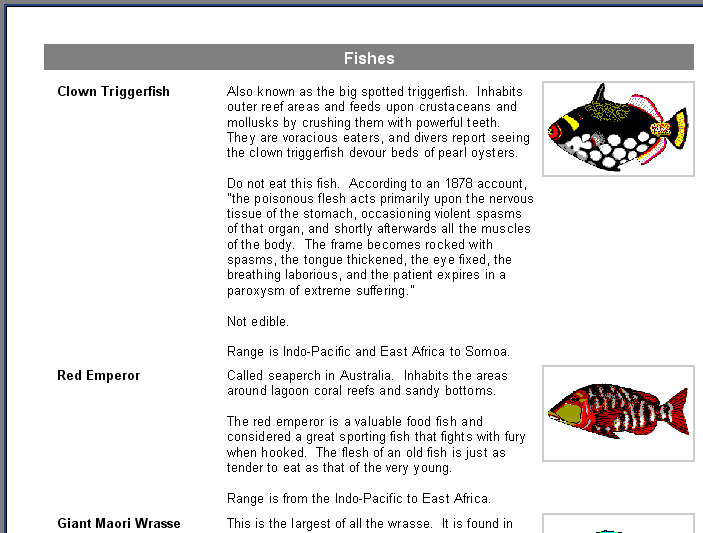 Fishes
Clown Triggerfish
Also known as the big spotted triggerfish. Inhabits
outer reef areas and feeds upon crustaceans and
mollusks by crushing them with powerful teeth.
They are voracious eaters, and divers report seeing
the clown triggerfish devour beds of pearl oysters.
Do not eat this fish. According to an 1878 account,
"the poisonous flesh acts primarily upon the nervous
tissue of the stomach, occasioning violent spasms
of that organ, and shortly afterwards all the muscles
of the body. The frame becomes rocked with
spasms, the tongue thickened, the eye fixed, the
breathing laborious, and the patient expires in a
paroxysm of extreme suffering."
Not edible.
Range is Indo-Pacific and East Africa to Somoa.
Red Emperor
Called seaperch in Australia. Inhabits the areas
around lagoon coral reefs and sandy bottoms.
The red emperor is a valuable food fish and
considered a great sporting fish that fights with fury
when hooked. The flesh of an old fish is just as
tender to eat as that of the very young.
Range is from the Indo-Pacific to East Africa.
Giant Maori Wrasse
This is the largest of all the wrasse. It is found in